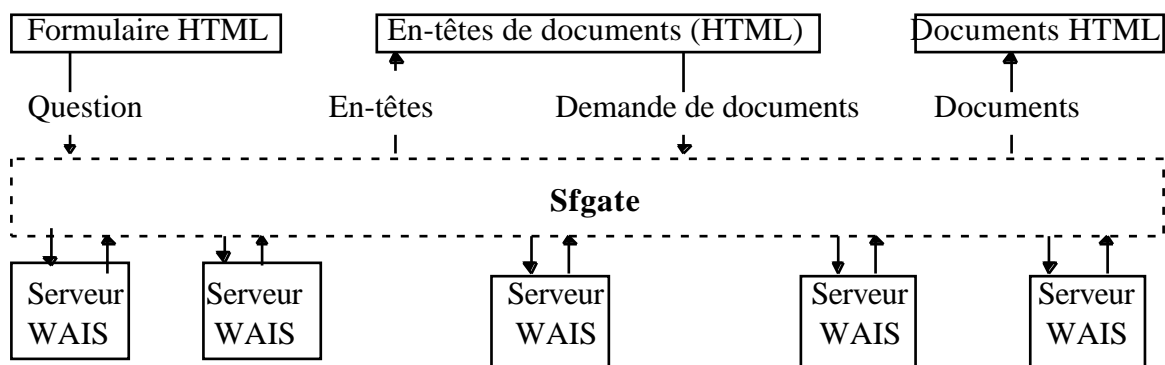 Formulaire HTML
En-têtes de documents (HTML)
Documents HTML
Question
En-têtes
Demande de documents
Documents
Sfgate
Serveur
WAIS
Serveur
WAIS
Serveur
WAIS
Serveur
WAIS
Serveur
WAIS